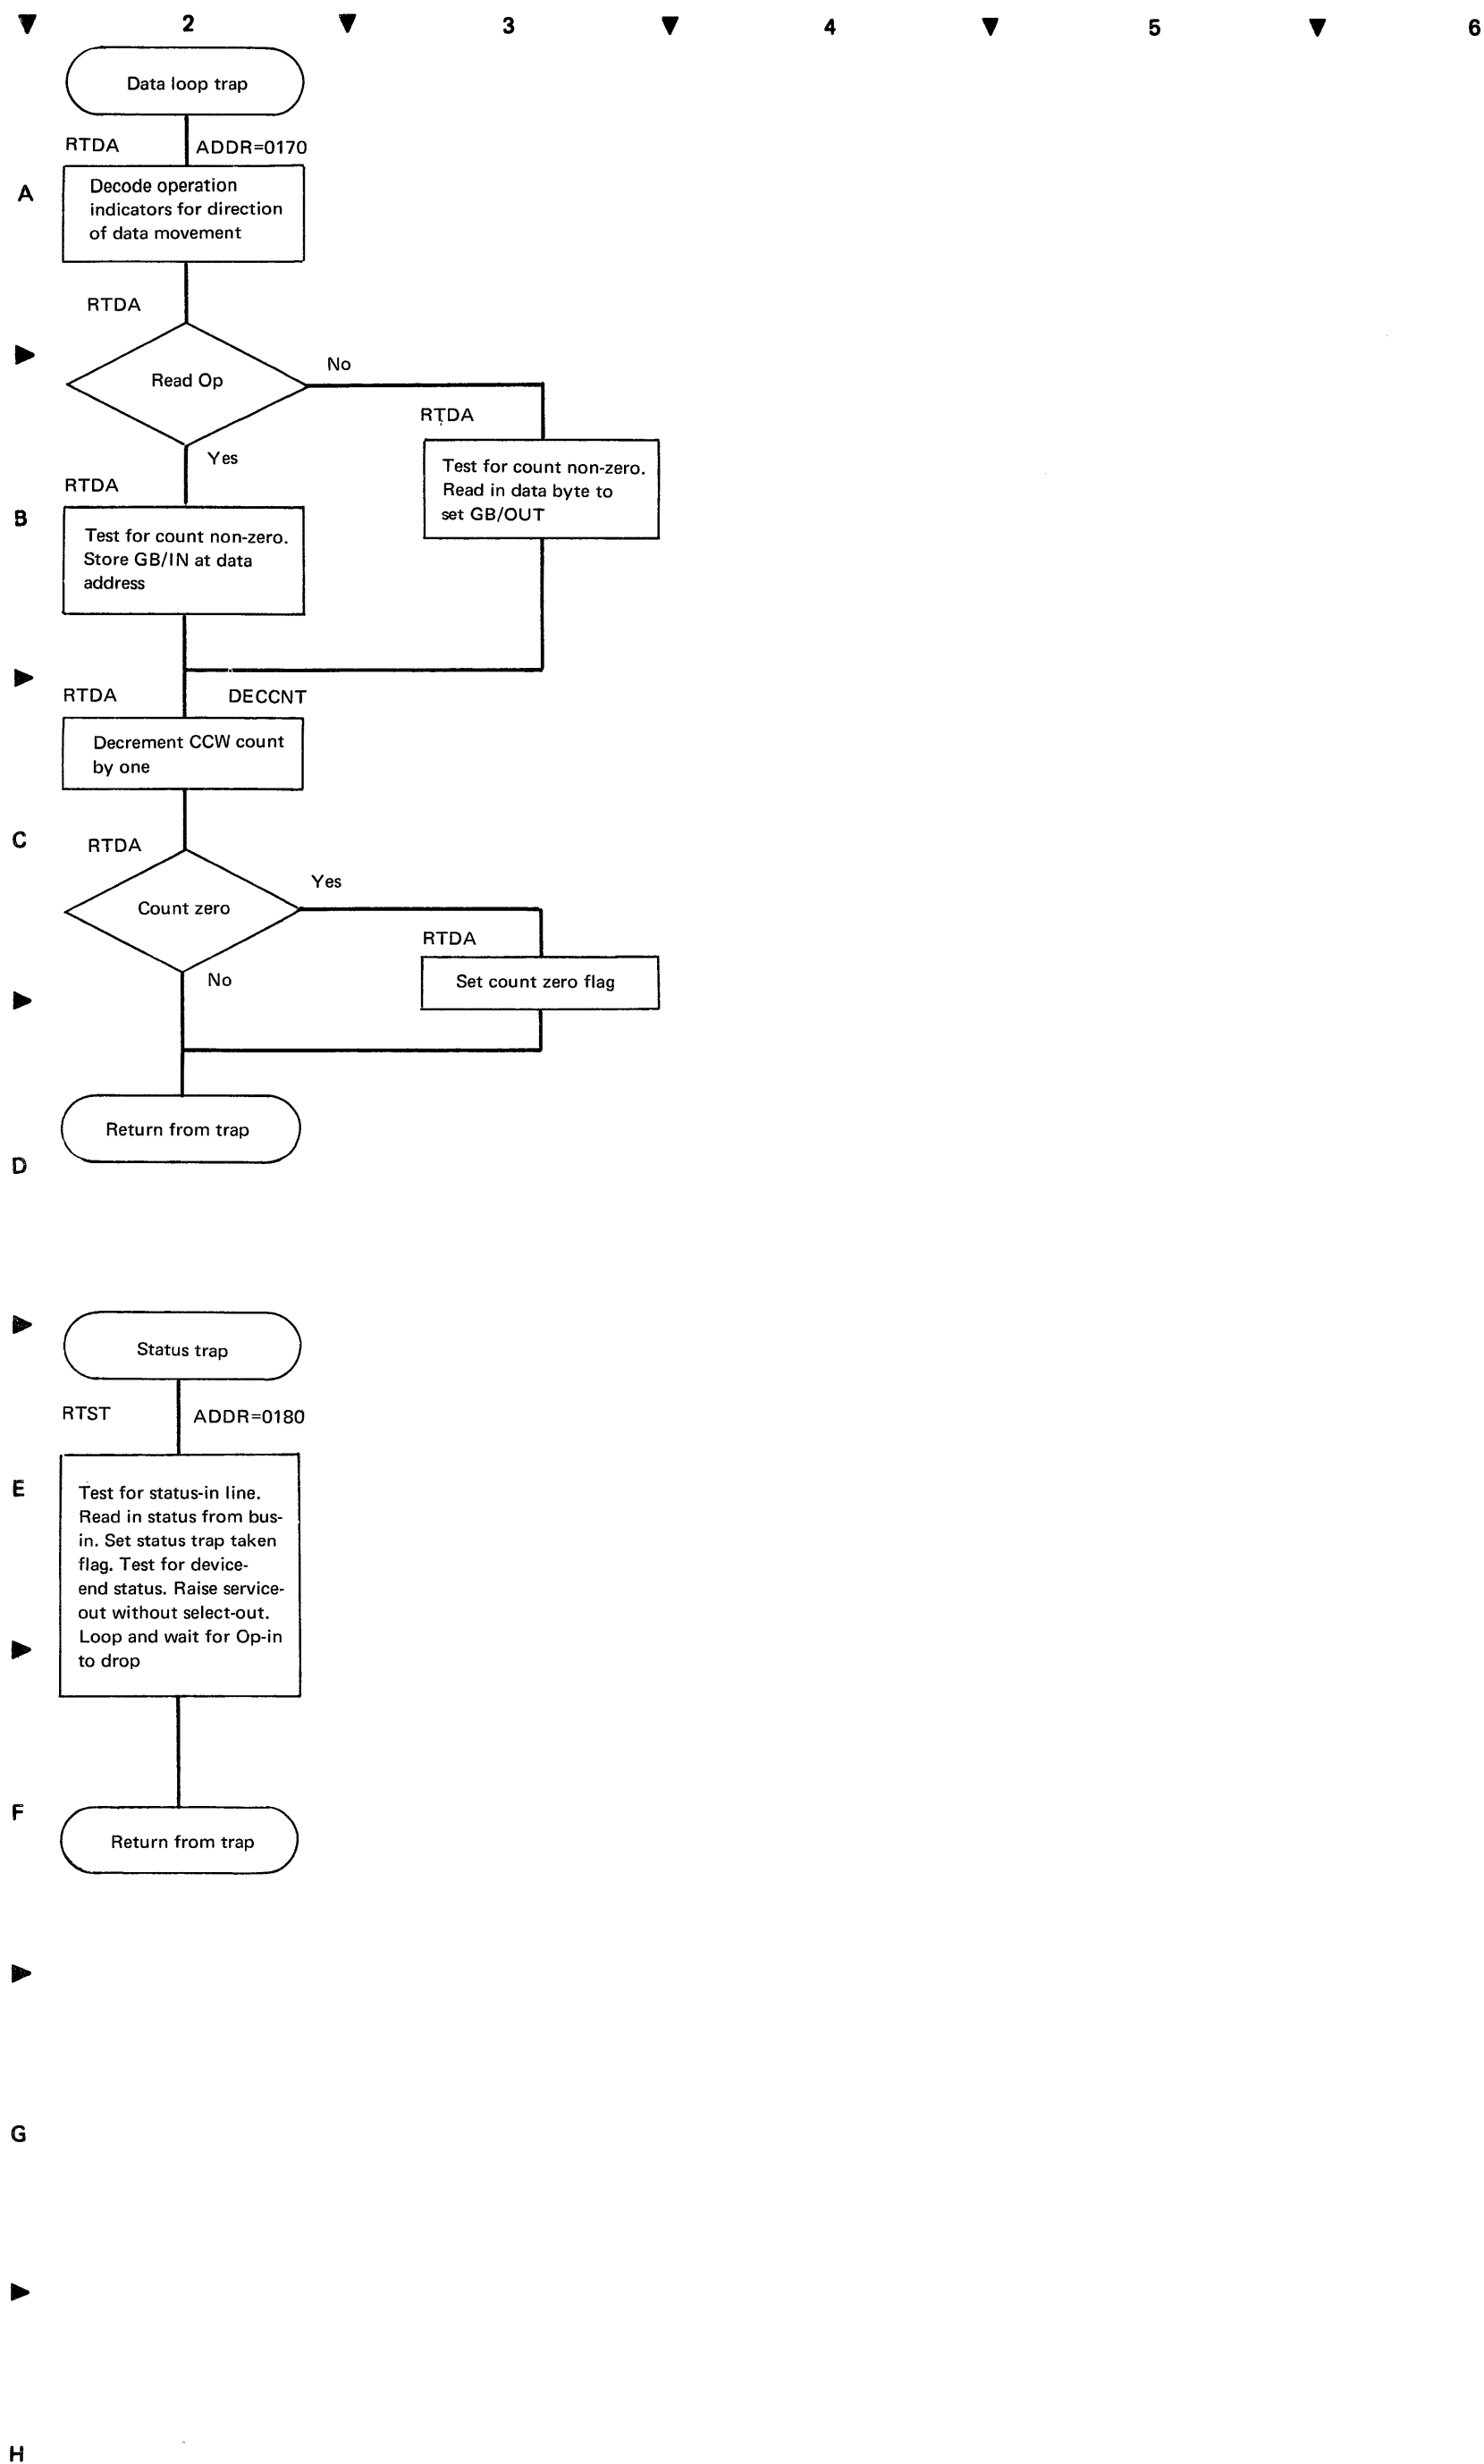 2 3 4 5 6
Data loop trap
RTDA ADDR=0170
A
Decode operation
indicators for direction
of data movement
RTDA
Read Op
No
Yes
RTDA
Test for count non-zero.
Read in data byte to
set GB/OUT
RTDA
B
Test for count non-zero.
Store GB/IN at data
address
RTDA DECCNT
Decrement CCW count
by one
C
RTDA
Count zero
Yes
No
RTDA
Set count zero flag
Return from trap
D
Status trap
RTST ADDR=0180
E
Test for status-in line.
Read in status from bus-
in. Set status trap taken
flag. Test for device-
end status. Raise service-
out without select-out.
Loop and wait for Op-in
to drop
F
Return from trap
G
H